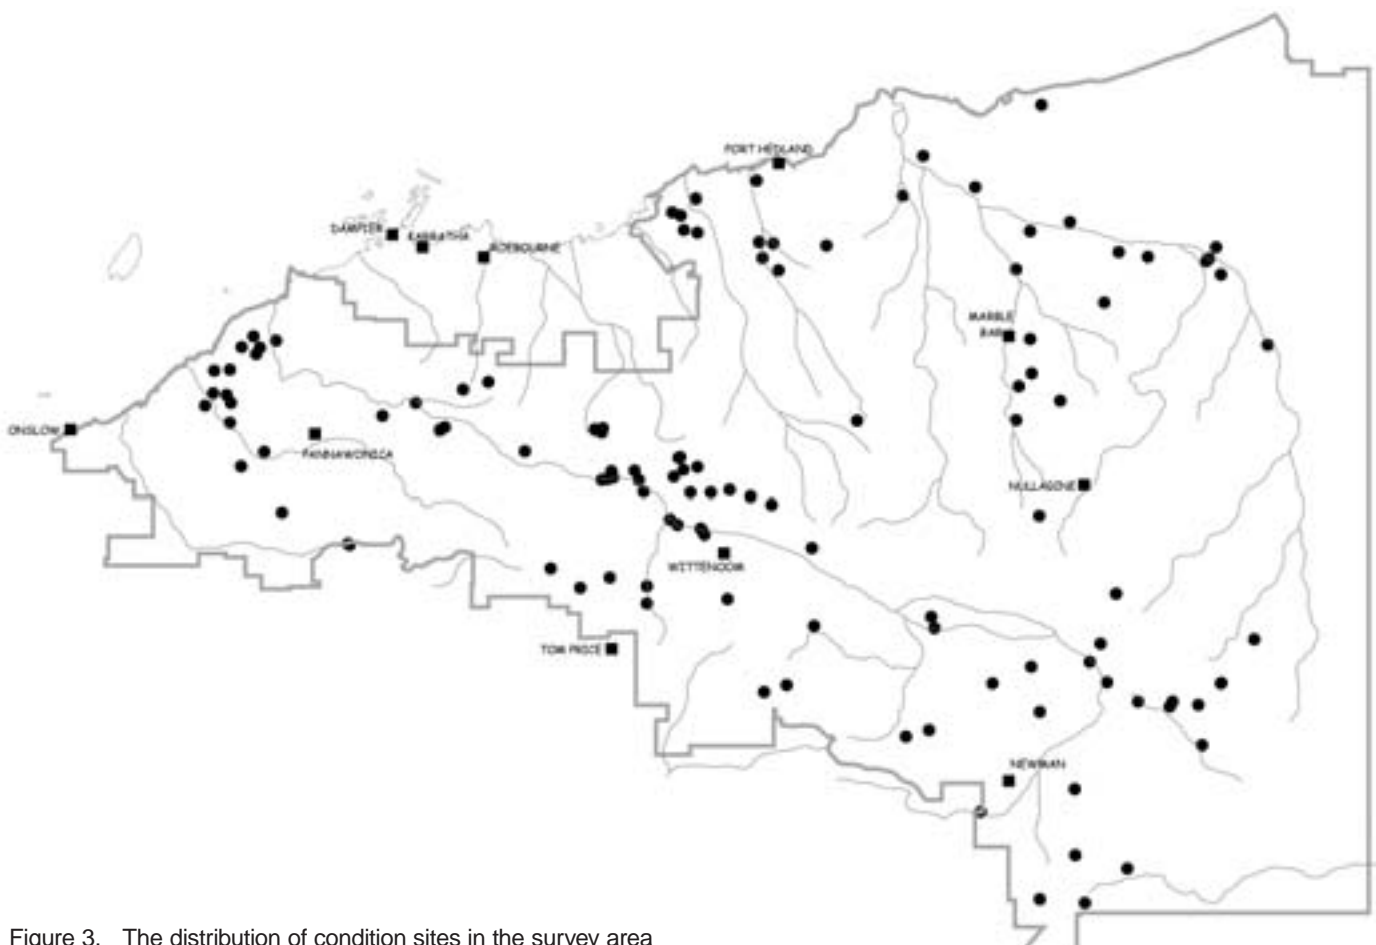 PORT HEDLAND
DAMPIER
KARRATHA
ROEBOURNE
MARBLE
BAR
ONSLOW
PANNAWONICA
NULLAGINE
WITTENOOM
TOM PRICE
NEWMAN
Figure 3. The distribution of condition sites in the survey area